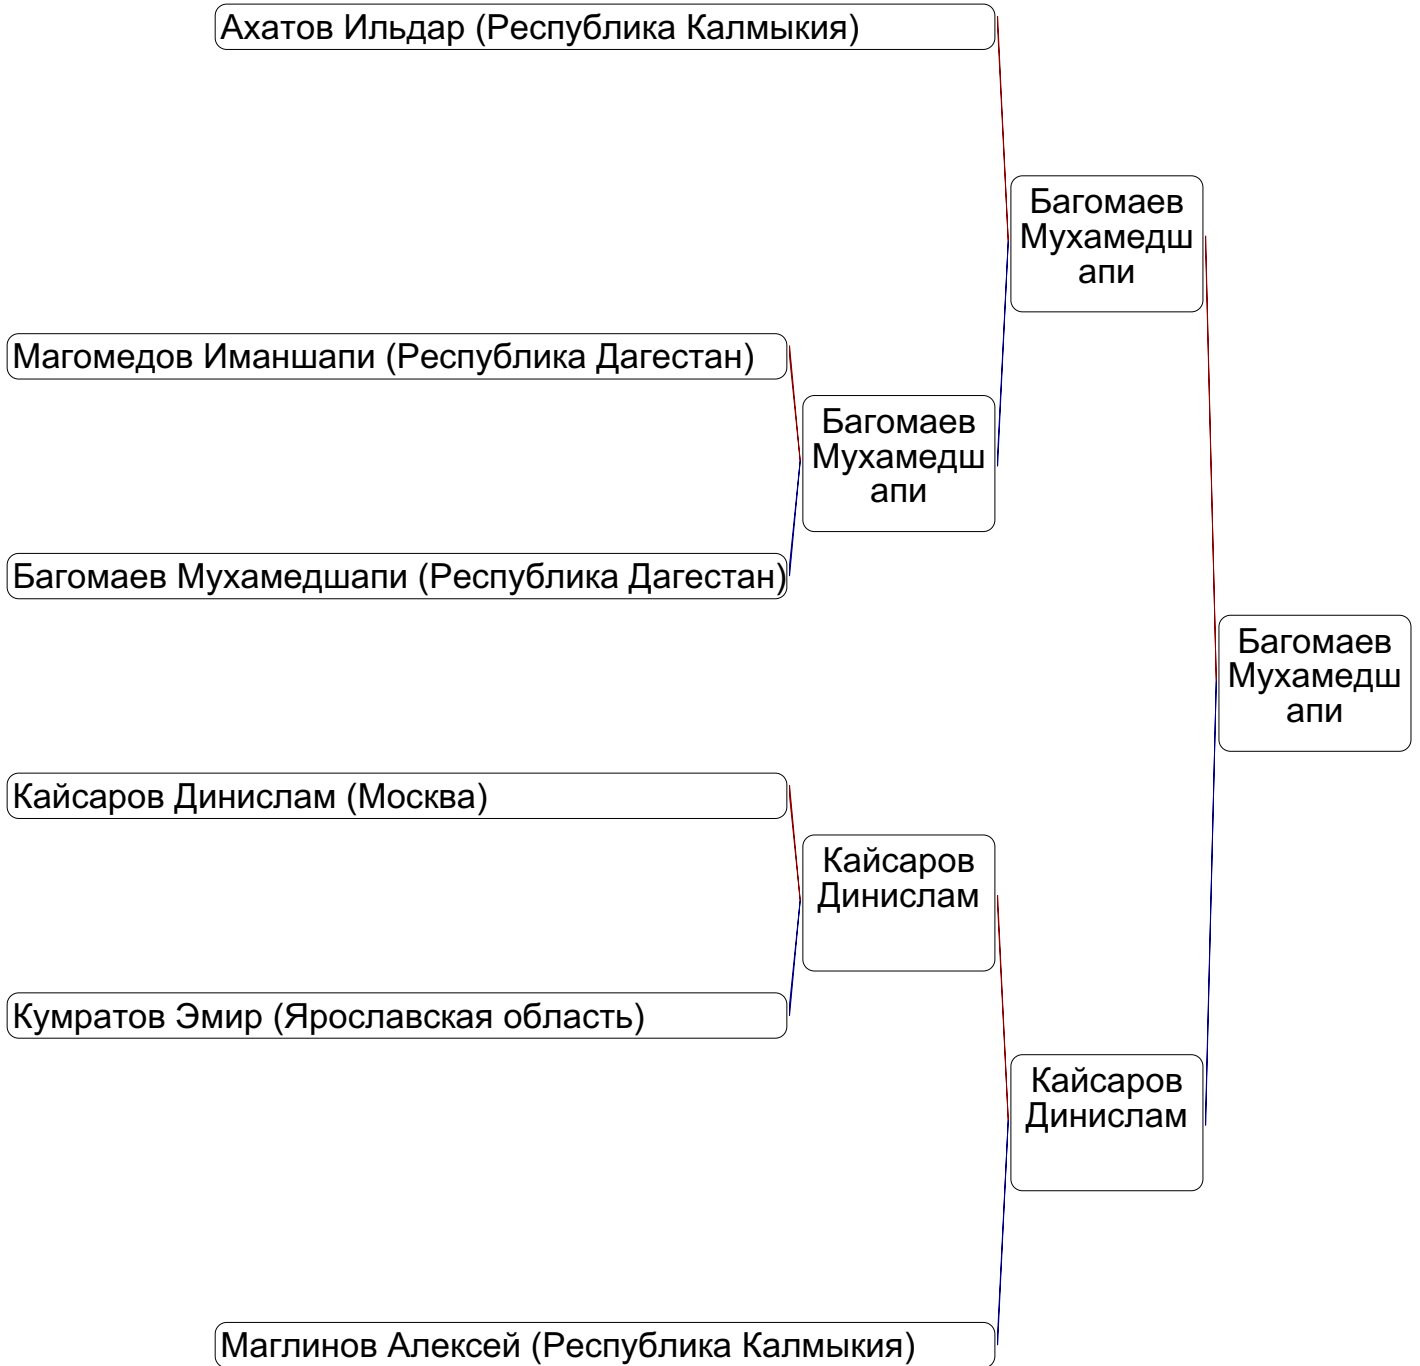 Ахатов Ильдар (Республика Калмыкия)
Багомаев
Мухамедш
апи
Магомедов Иманшапи (Республика Дагестан)
Багомаев
Мухамедш
апи
Багомаев Мухамедшапи (Республика Дагестан)
Багомаев
Мухамедш
апи
Кайсаров Динислам (Москва)
Кайсаров
Динислам
Кумратов Эмир (Ярославская область)
Кайсаров
Динислам
Маглинов Алексей (Республика Калмыкия)